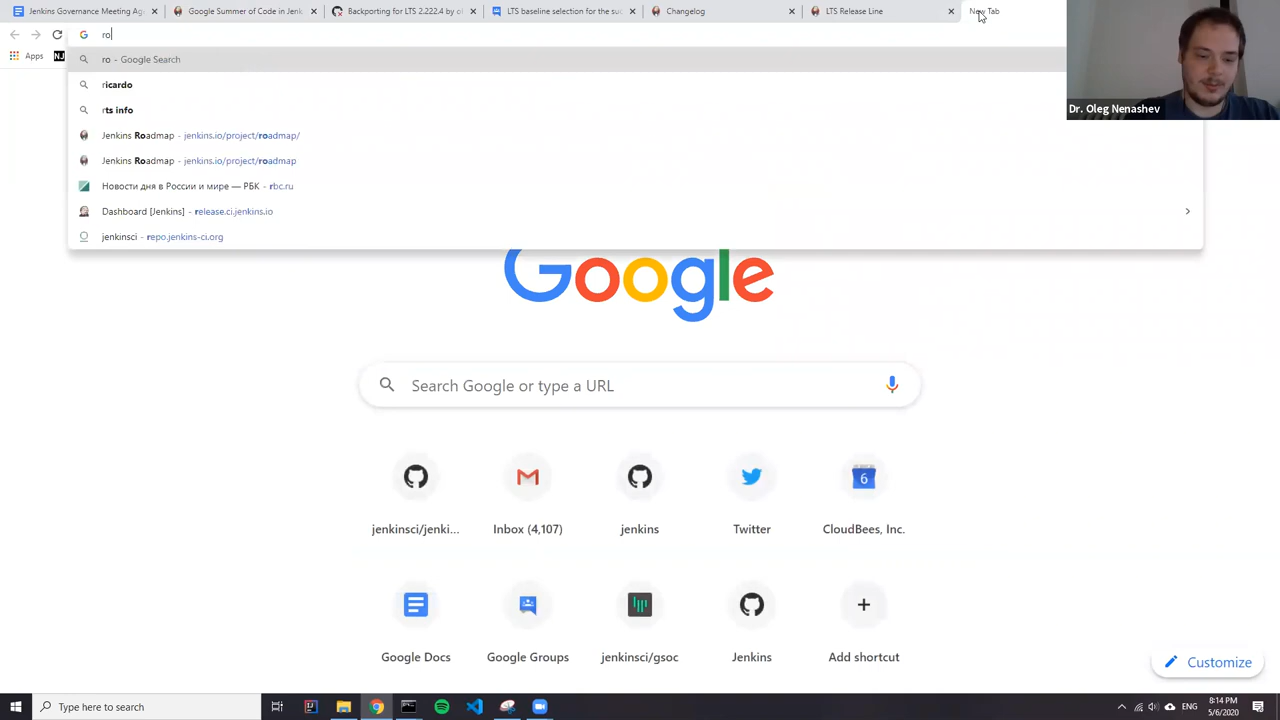 Jenkins Governance Meeting Ag
Google Summer of Code in Jenk
Backporting for LTS 2.222.4 by ol
LTS baseline selection for the su
Changelog
LTS Release Line
New Tab
ro
Apps
NJ
ro - Google Search
ricardo
rts info
Jenkins Roadmap - jenkins.io/project/roadmap/
Jenkins Roadmap - jenkins.io/project/roadmap
Новости дня в России и мире — РБК - rbc.ru
Dashboard [Jenkins] - release.ci.jenkins.io
jenkinsci - repo.jenkins-ci.org
Dr. Oleg Nenashev
Google
Search Google or type a URL
6
jenkinsci/jenki...
Inbox (4,107)
jenkins
Twitter
CloudBees, Inc.
Google Docs
Google Groups
jenkinsci/gsoc
Jenkins
Add shortcut
Customize
Type here to search
ENG
8:14 PM
5/6/2020